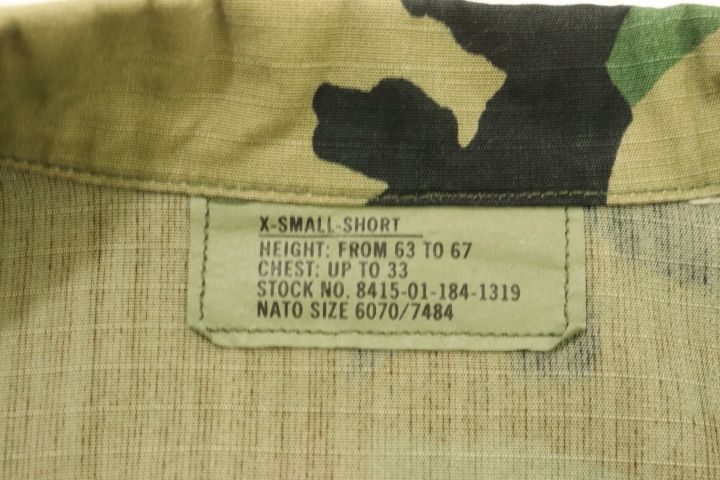 X-SMALL-SHORT
HEIGHT: FROM 63 TO 67
CHEST: UP TO 33
STOCK NO. 8415-01-184-1319
NATO SIZE 6070/7484